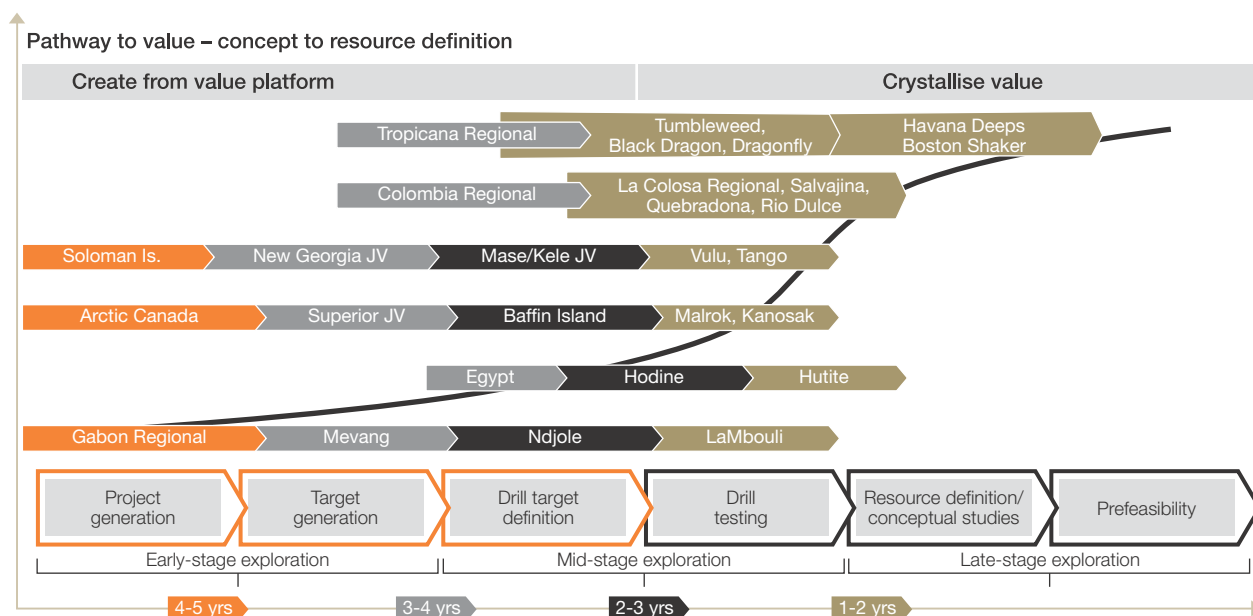 Pathway to value – concept to resource definition
Create from value platform
Crystallise value
Tropicana Regional
Tumbleweed,
Black Dragon, Dragonfly
Havana Deeps
Boston Shaker
Colombia Regional
La Colosa Regional, Salvajina,
Quebradona, Rio Dulce
Soloman Is.
New Georgia JV
Mase/Kele JV
Vulu, Tango
Arctic Canada
Superior JV
Baffin Island
Malrok, Kanosak
Egypt
Hodine
Hutite
Gabon Regional
Mevang
Ndjole
LaMbouli
Project
generation
Target
generation
Drill target
definition
Drill
testing
Resource definition/
conceptual studies
Prefeasibility
Early-stage exploration
Mid-stage exploration
Late-stage exploration
4-5 yrs
3-4 yrs
2-3 yrs
1-2 yrs